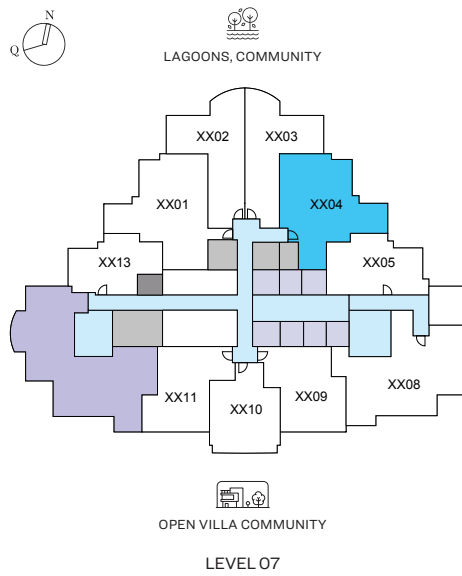 N
Q
LAGOONS, COMMUNITY
XX02 XX03
XX01 XX04
XX13 XX05
XX11 XX10 XX09 XX08
OPEN VILLA COMMUNITY
LEVEL 07